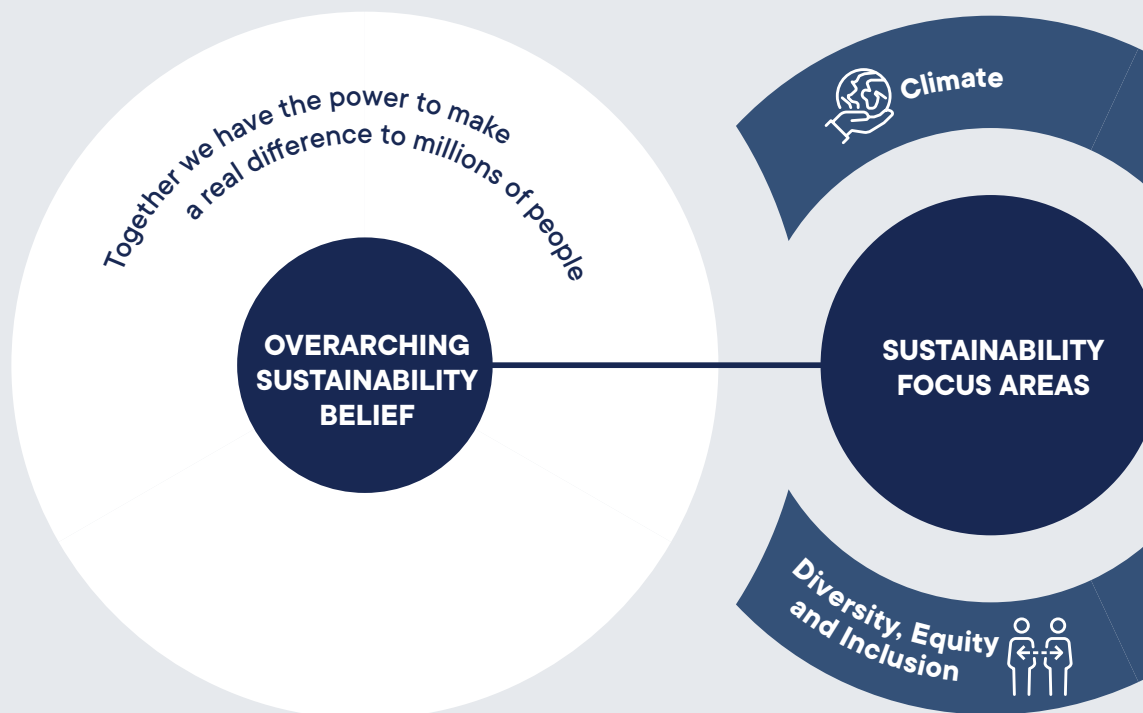 Together we have the power to make
a real difference to millions of people
OVERARCHING
SUSTAINABILITY
BELIEF
Climate
SUSTAINABILITY
FOCUS AREAS
Diversity, Equity
and Inclusion